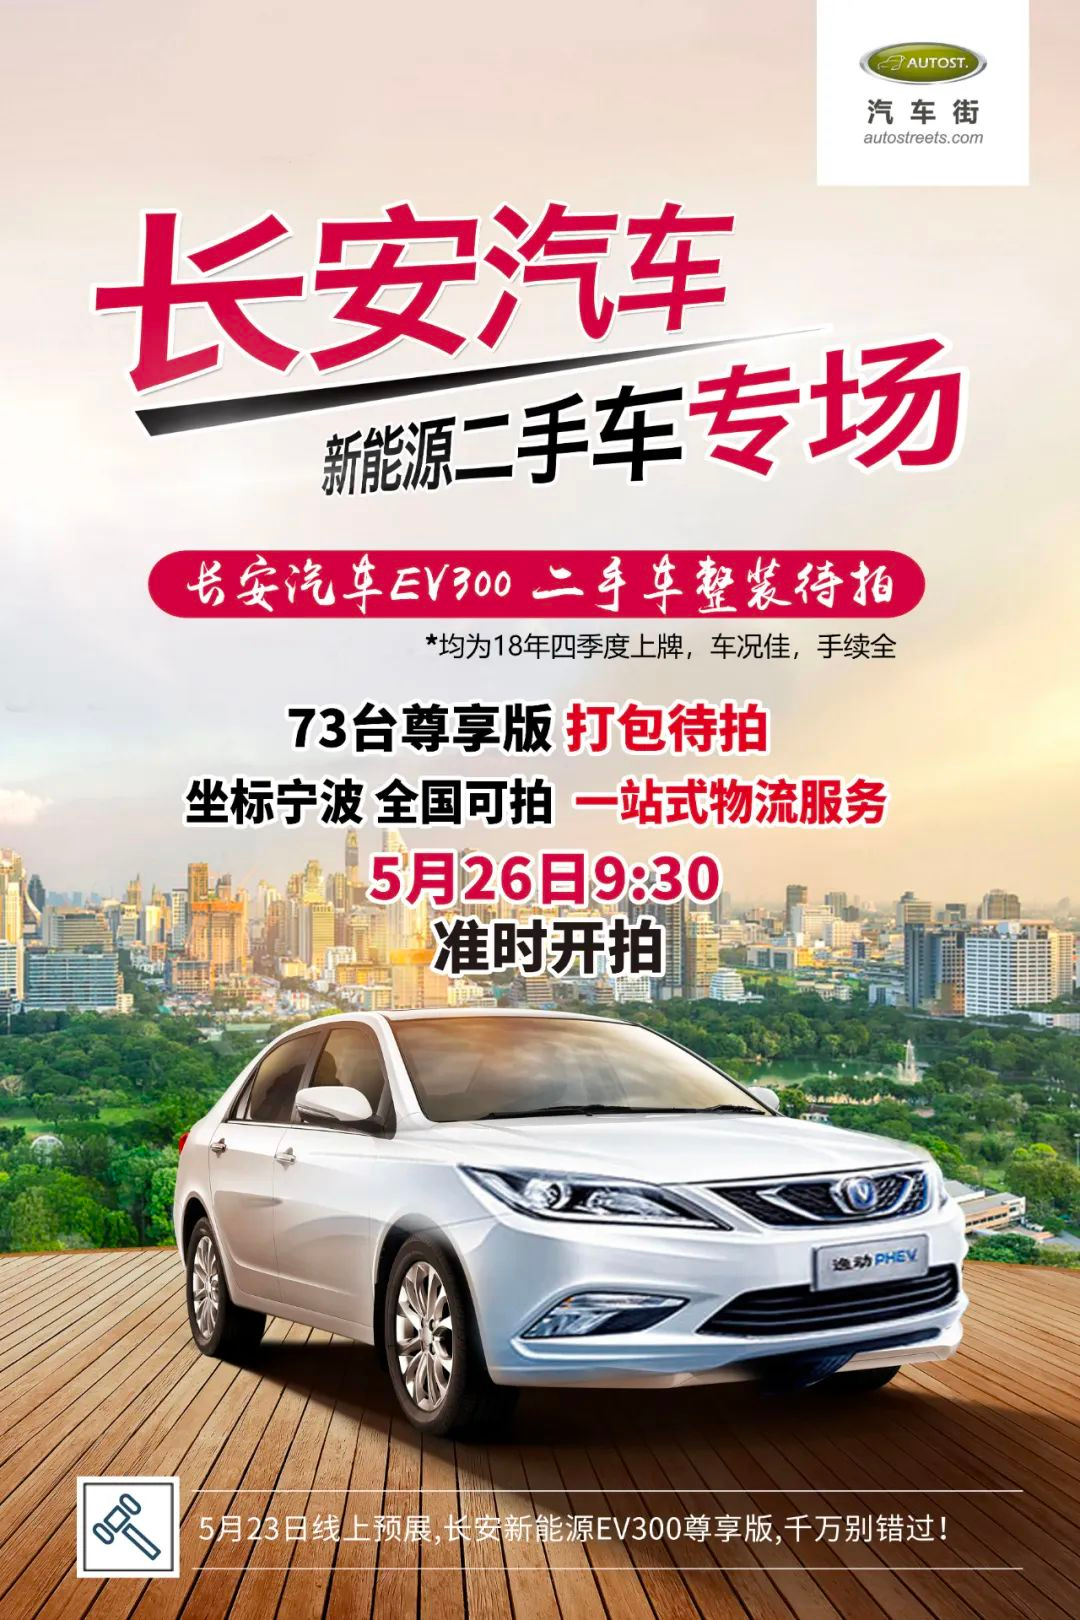 AUTOST.
汽车街
autostreets.com
长安汽车
新能源二手车专场
长安汽车EV300 二手车整装待拍
*均为18年四季度上牌，车况佳，手续全
73台尊享版 打包待拍
坐标宁波 全国可拍 一站式物流服务
5月26日9:30
准时开拍
逸动PHEV
5月23日线上预展,长安新能源EV300尊享版,千万别错过!